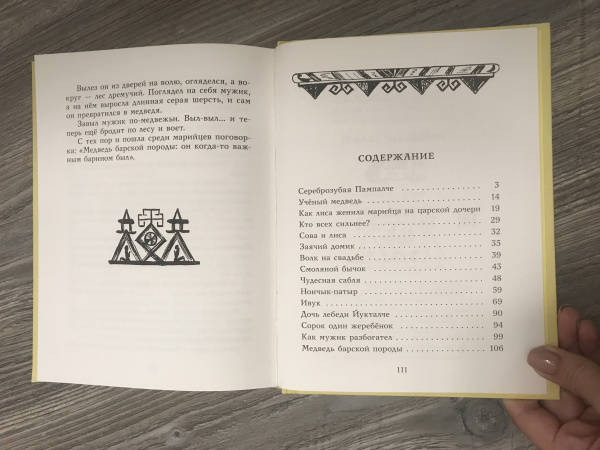 Вылез он из дверей на волю, огляделся, а во-
круг — лес дремучий. Поглядел на себя мужик,
а на нём выросла длинная серая шерсть, и сам
он превратился в медведя.
Завыл мужик по-медвежьи. Выл-выл... и те-
перь ещё бродит по лесу и воет.
С тех пор и пошла среди марийцев поговор-
ка: «Медведь барской породы: он когда-то важ-
ным барином был».
СОДЕРЖАНИЕ
Сереброзубая Пампалче 3
Учёный медведь 14
Как лиса женила марийца на царской дочери 19
Кто всех сильнее? 29
Сова и лиса 32
Заячий домик 35
Волк на свадьбе 39
Смоляной бычок 43
Чудесная сабля 48
Нончык-патыр 59
Ивук 69
Дочь лебеди Йукталче 90
Сорок один жеребёнок 94
Как мужик разбогател 99
Медведь барской породы 106
111